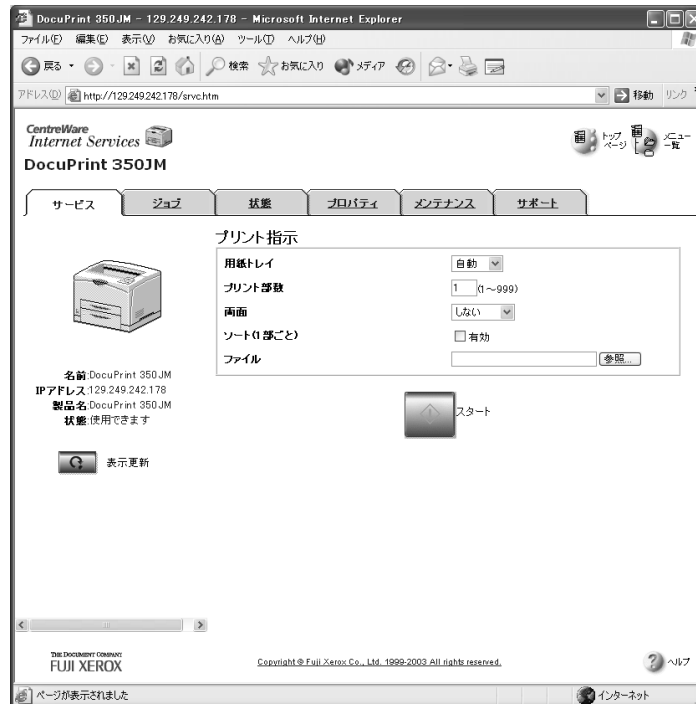 DocuPrint 350JM - 129.249.242.178 - Microsoft Internet Explorer
ファイル(F) 編集(E) 表示(V) お気に入り(A) ツール(T) ヘルプ(H)
戻る 検索 お気に入り メディア
アドレス(D) http://129.249.242.178/srvc.htm 移動 リンク
CentreWare
Internet Services
トップページ
メニュー一覧
DocuPrint 350JM
サービス ジョブ 状態 プロパティ メンテナンス サポート
プリント指示
用紙トレイ 自動
プリント部数 1 (1～999)
両面 しない
ソート(1部ごと) 有効
ファイル 参照...
スタート
名前:DocuPrint 350JM
IPアドレス:129.249.242.178
製品名:DocuPrint 350JM
状態:使用できます
表示更新
THE DOCUMENT COMPANY
FUJI XEROX
Copyright © Fuji Xerox Co., Ltd. 1999-2003 All rights reserved.
ヘルプ
ページが表示されました インターネット